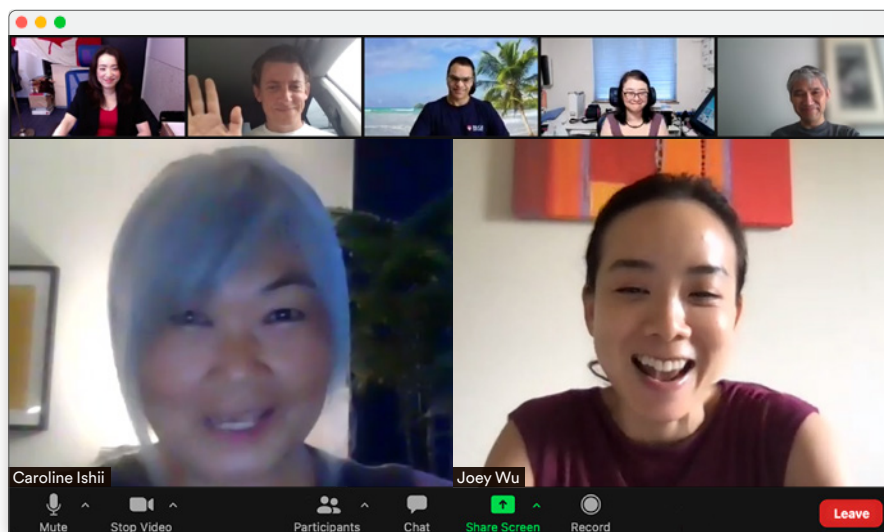 Caroline Ishii
Joey Wu
Mute
Stop Video
Participants
Chat
Share Screen
Record
Leave